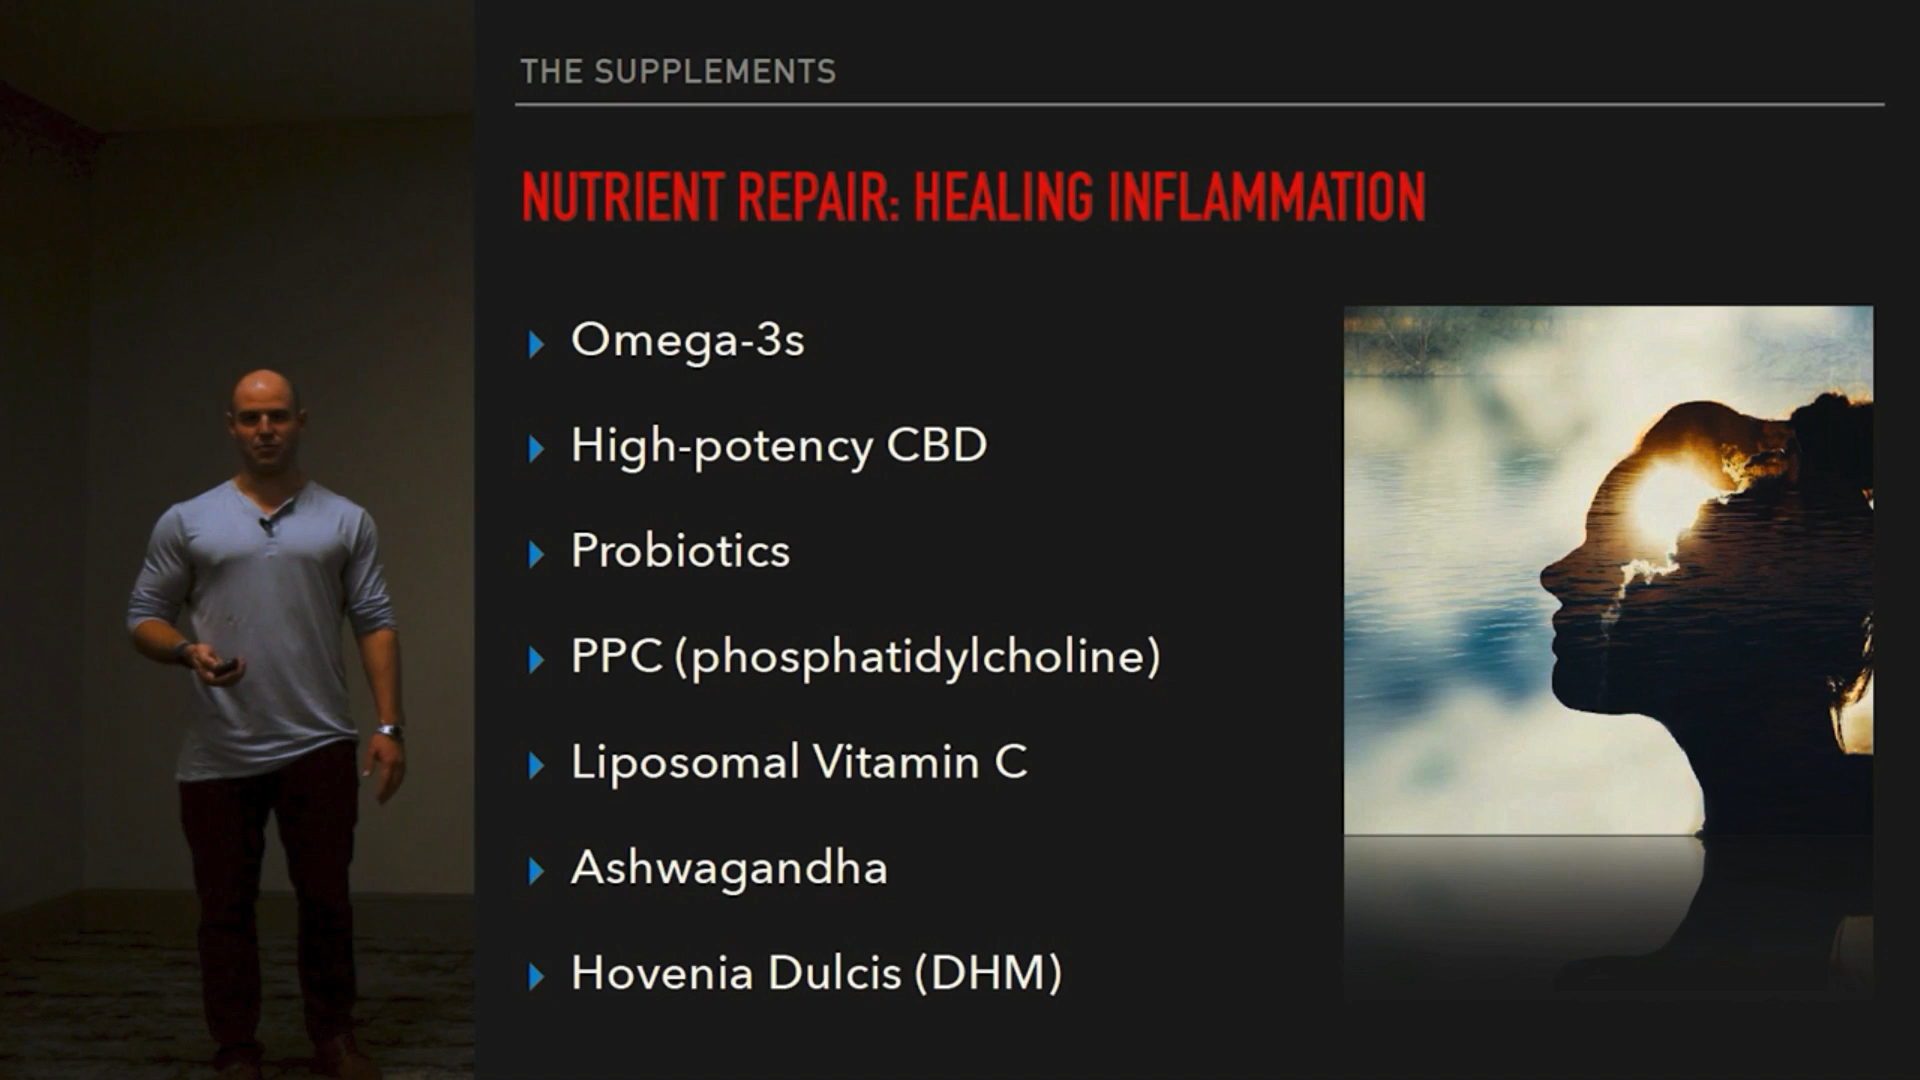 THE SUPPLEMENTS
NUTRIENT REPAIR: HEALING INFLAMMATION
Omega-3s
High-potency CBD
Probiotics
PPC (phosphatidylcholine)
Liposomal Vitamin C
Ashwagandha
Hovenia Dulcis (DHM)